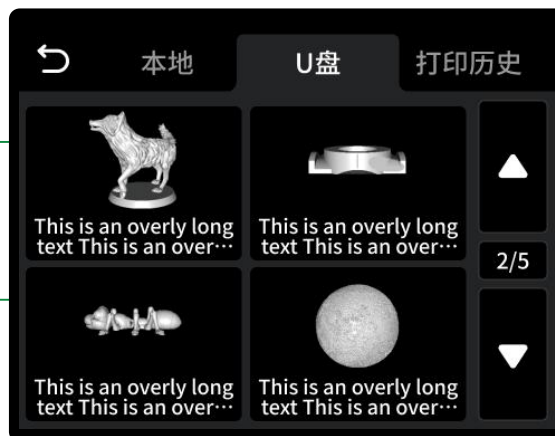 本地
U盘
打印历史
This is an overly long
text This is an over···
This is an overly long
text This is an over···
2/5
This is an overly long
text This is an over···
This is an overly long
text This is an over···